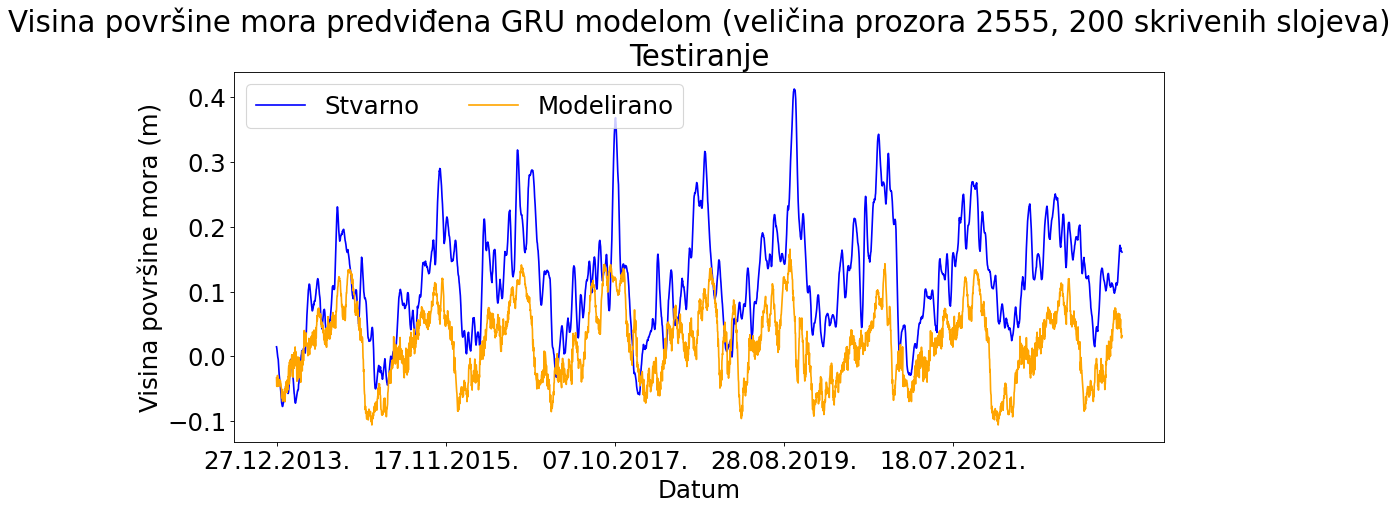 Visina površine mora predviđena GRU modelom (veličina prozora 2555, 200 skrivenih slojeva)
Testiranje
Stvarno
Modelirano
Visina površine mora (m)
0.4
0.3
0.2
0.1
0.0
−0.1
27.12.2013.
17.11.2015.
07.10.2017.
28.08.2019.
18.07.2021.
Datum